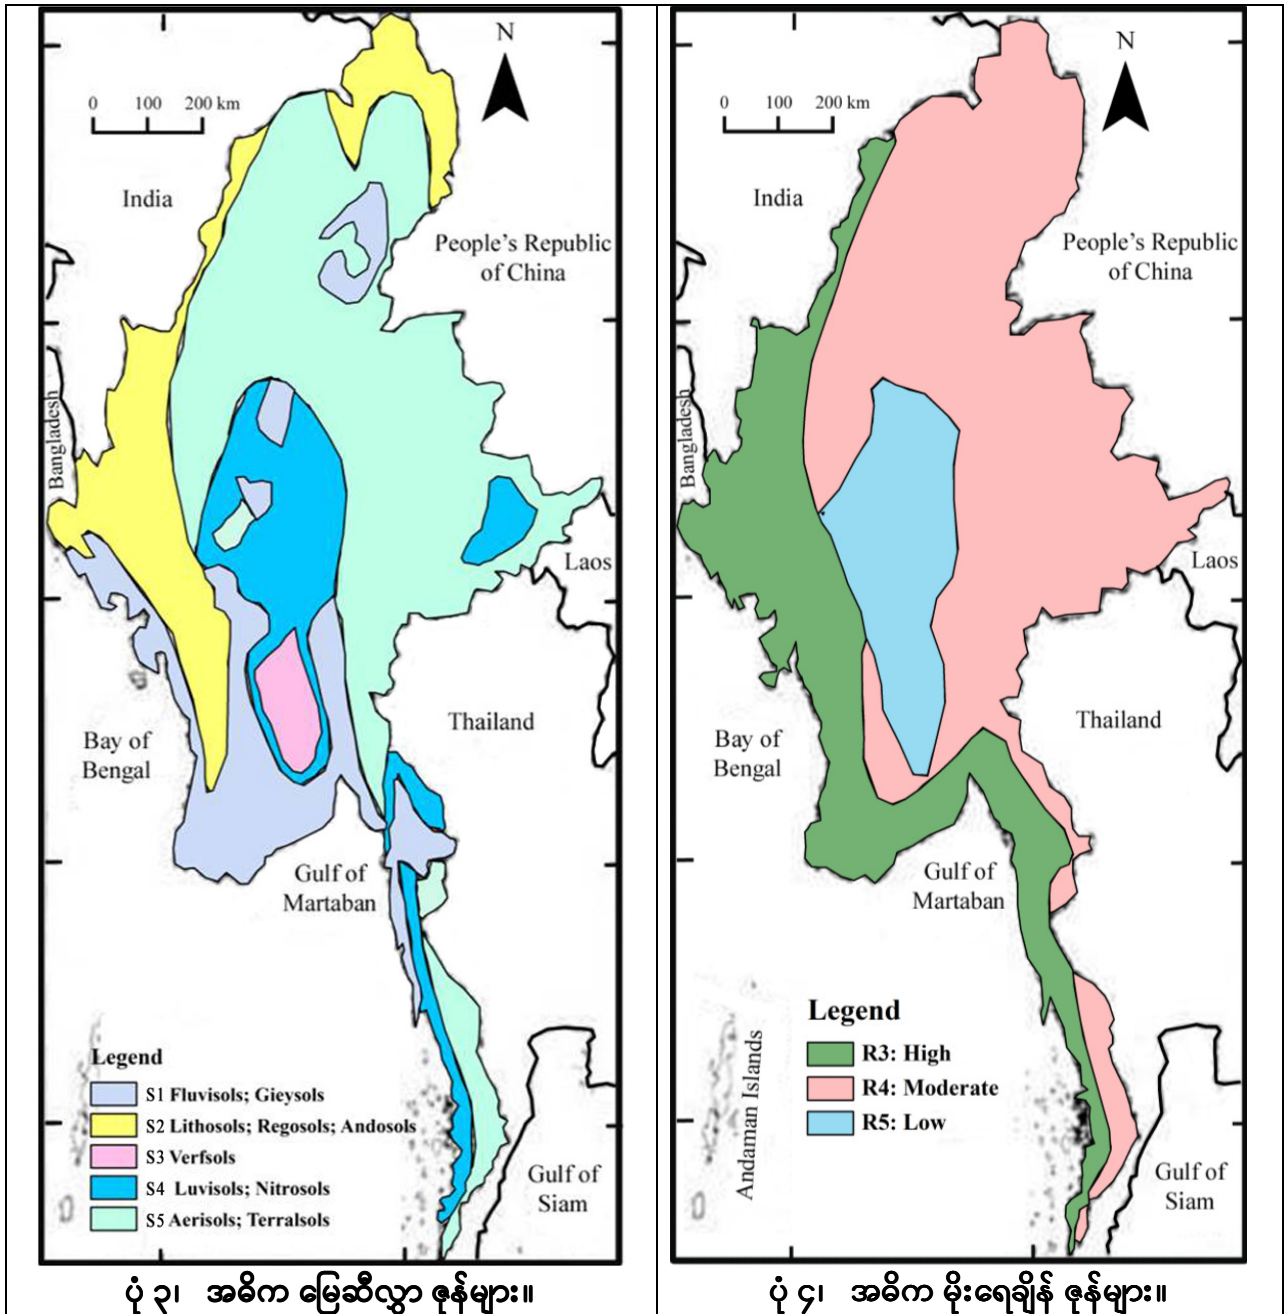 N
0 100 200 km
India
People's Republic
of China
Bangladesh
Laos
Thailand
Bay of
Bengal
Gulf of
Martaban
Legend
S1 Fluvisols; Gieysols
S2 Lithosols; Regosols; Andosols
S3 Verfsols
S4 Luvisols; Nitrosols
S5 Aerisols; Terralsols
Gulf of
Siam
ပုံ ၃၊ အဓိက မြေဆီလွှာ ဇုန်များ။
N
0 100 200 km
India
People's Republic
of China
Bangladesh
Laos
Thailand
Bay of
Bengal
Gulf of
Martaban
Andaman Islands
Legend
R3: High
R4: Moderate
R5: Low
Gulf of
Siam
ပုံ ၄၊ အဓိက မိုးရေချိန် ဇုန်များ။